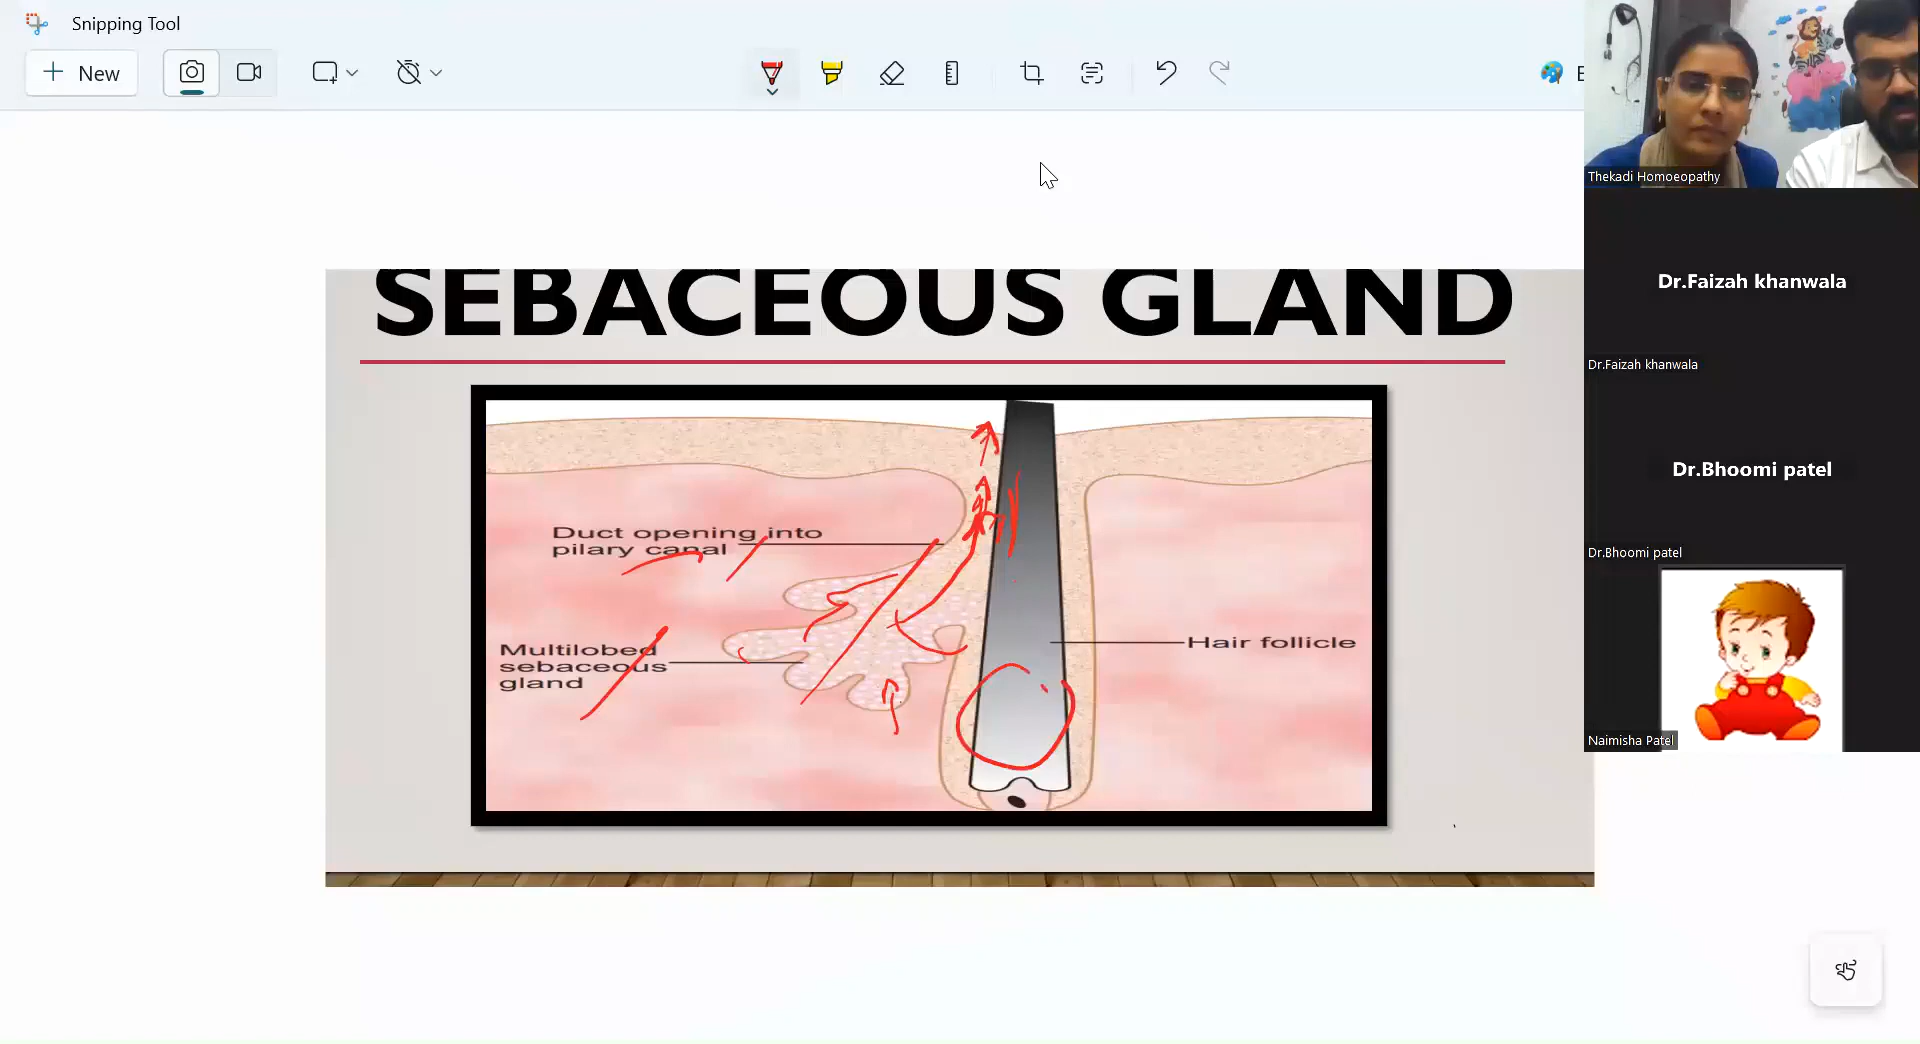 Snipping Tool
New
E
Thekadi Homoeopathy
Dr.Faizah khanwala
Dr.Faizah khanwala
Dr.Bhoomi patel
Dr.Bhoomi patel
Naimisha Patel
SEBACEOUS GLAND
Duct opening into
pilary canal
Multilobed
sebaceous
gland
Hair follicle